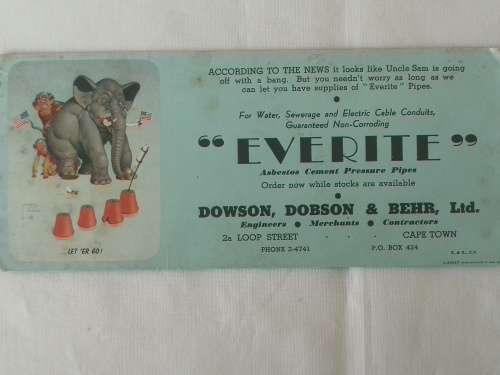 ACCORDING TO THE NEWS it looks like Uncle Sam is going
off with a bang. But you needn't worry as long as we
can let you have supplies of "Everite" Pipes.
For Water, Sewerage and Electric Cable Conduits,
Guaranteed Non-Corroding
"EVERITE"
Asbestos Cement Pressure Pipes
Order now while stocks are available
DOWSON, DOBSON & BEHR, Ltd.
Engineers • Merchants • Contractors
2a LOOP STREET - - - CAPE TOWN
PHONE 2-4741 P.O. BOX 424
...LET 'ER GO!